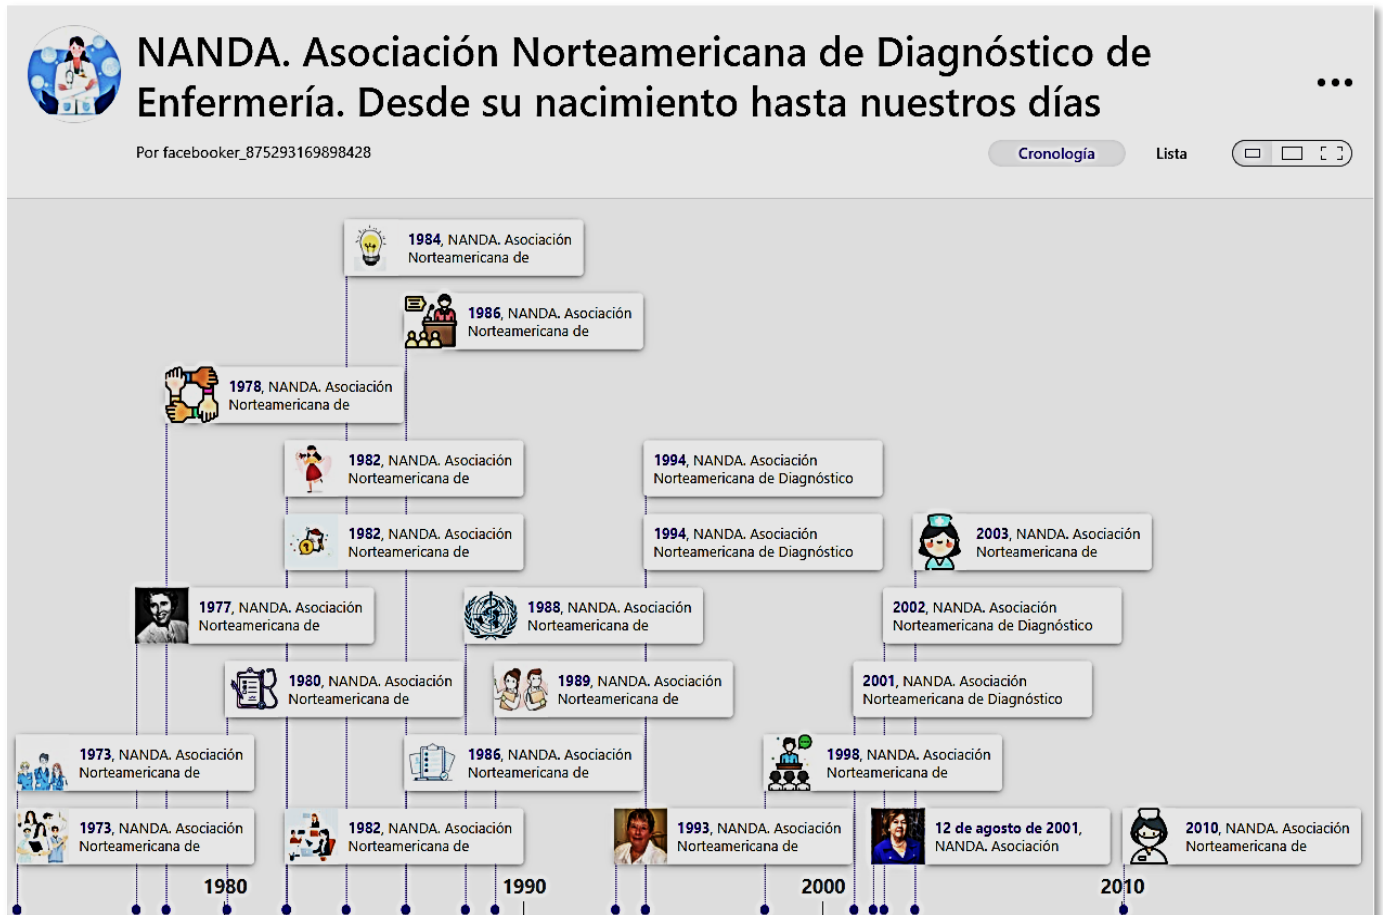 NANDA. Asociación Norteamericana de Diagnóstico de
Enfermería. Desde su nacimiento hasta nuestros días
Por facebooker_875293169898428
Cronología
Lista
1984, NANDA. Asociación
Norteamericana de
1986, NANDA. Asociación
Norteamericana de
1978, NANDA. Asociación
Norteamericana de
1982, NANDA. Asociación
Norteamericana de
1994, NANDA. Asociación
Norteamericana de Diagnóstico
1982, NANDA. Asociación
Norteamericana de
1994, NANDA. Asociación
Norteamericana de Diagnóstico
2003, NANDA. Asociación
Norteamericana de
1977, NANDA. Asociación
Norteamericana de
1988, NANDA. Asociación
Norteamericana de
2002, NANDA. Asociación
Norteamericana de Diagnóstico
1980, NANDA. Asociación
Norteamericana de
1989, NANDA. Asociación
Norteamericana de
2001, NANDA. Asociación
Norteamericana de Diagnóstico
1973, NANDA. Asociación
Norteamericana de
1986, NANDA. Asociación
Norteamericana de
1998, NANDA. Asociación
Norteamericana de
1973, NANDA. Asociación
Norteamericana de
1982, NANDA. Asociación
Norteamericana de
1993, NANDA. Asociación
Norteamericana de
12 de agosto de 2001,
NANDA. Asociación
2010, NANDA. Asociación
Norteamericana de
1980
1990
2000
2010